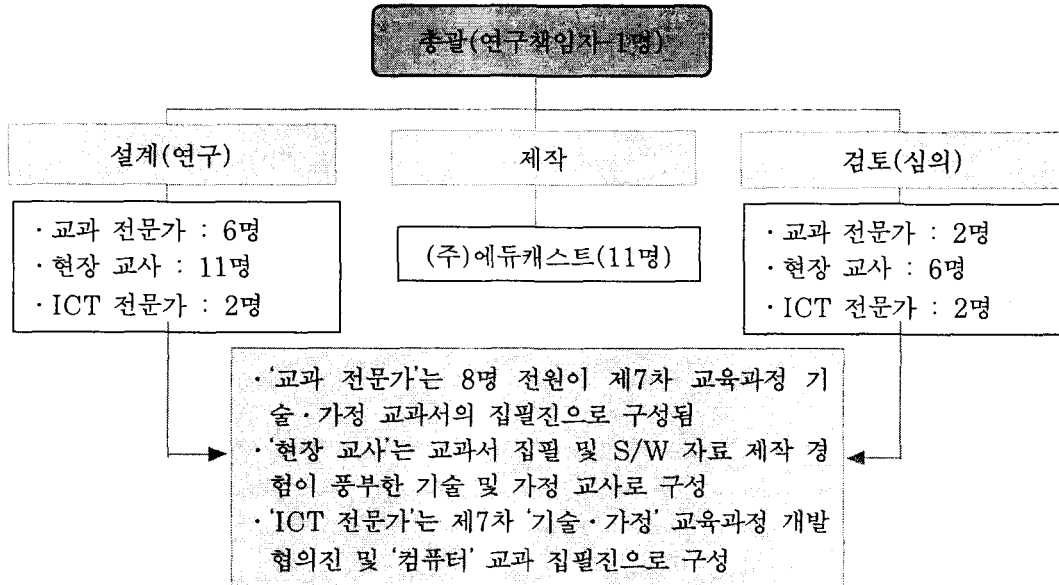 총괄(연구책임자-1명)
설계(연구)
제작
검토(심의)
· 교과 전문가 : 6명
· 현장 교사 : 11명
· ICT 전문가 : 2명
(주)에듀캐스트(11명)
· 교과 전문가 : 2명
· 현장 교사 : 6명
· ICT 전문가 : 2명
· '교과 전문가'는 8명 전원이 제7차 교육과정 기
술·가정 교과서의 집필진으로 구성됨
· '현장 교사'는 교과서 집필 및 S/W 자료 제작 경
험이 풍부한 기술 및 가정 교사로 구성
· 'ICT 전문가'는 제7차 '기술·가정' 교육과정 개발
협의진 및 '컴퓨터' 교과 집필진으로 구성